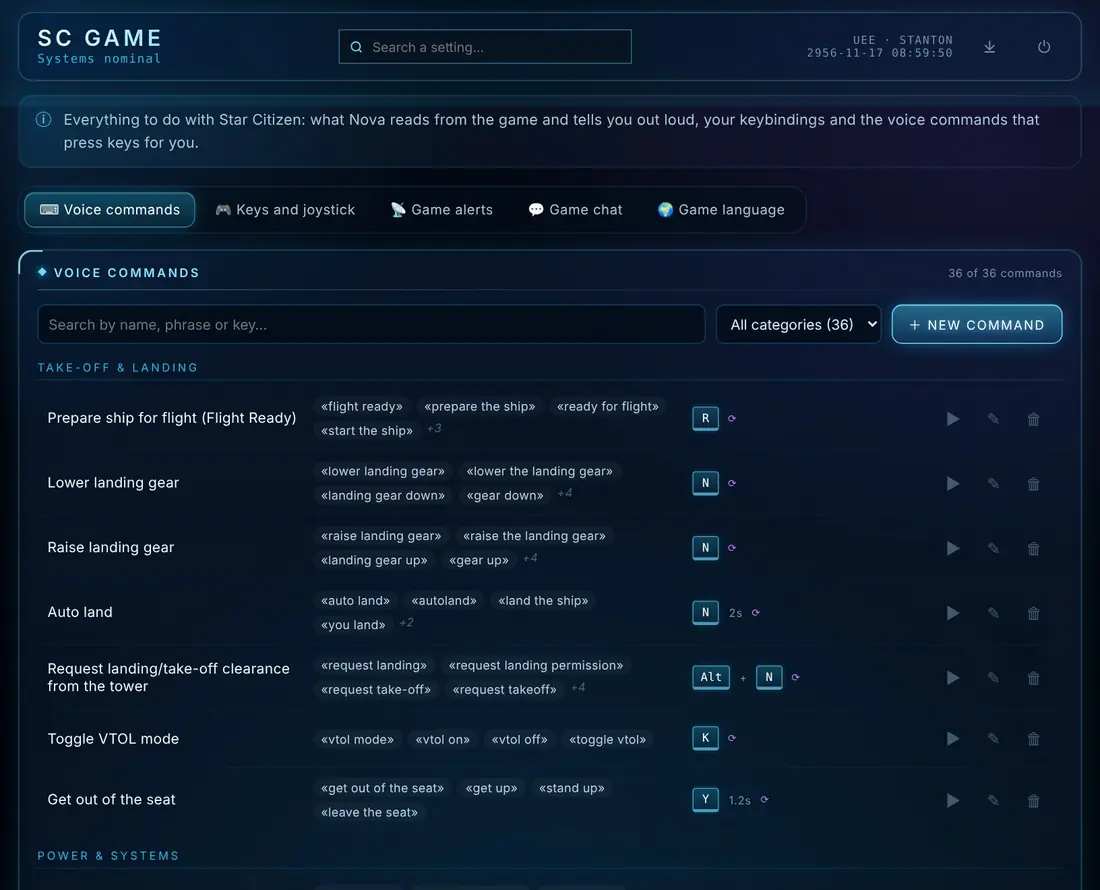 SC GAME
Systems nominal
Search a setting...
UEE · STANTON
2956-11-17 08:59:50
Everything to do with Star Citizen: what Nova reads from the game and tells you out loud, your keybindings and the voice commands that
press keys for you.
Voice commands
Keys and joystick
Game alerts
Game chat
Game language
VOICE COMMANDS
36 of 36 commands
Search by name, phrase or key...
All categories (36)
+ NEW COMMAND
TAKE-OFF & LANDING
Prepare ship for flight (Flight Ready)
«flight ready» «prepare the ship» «ready for flight»
«start the ship» +3
R
Lower landing gear
«lower landing gear» «lower the landing gear»
«landing gear down» «gear down» +4
N
Raise landing gear
«raise landing gear» «raise the landing gear»
«landing gear up» «gear up» +4
N
Auto land
«auto land» «autoland» «land the ship»
«you land» +2
N 2s
Request landing/take-off clearance
from the tower
«request landing» «request landing permission»
«request take-off» «request takeoff» +4
Alt + N
Toggle VTOL mode
«vtol mode» «vtol on» «vtol off» «toggle vtol»
K
Get out of the seat
«get out of the seat» «get up» «stand up»
«leave the seat»
Y 1.2s
POWER & SYSTEMS